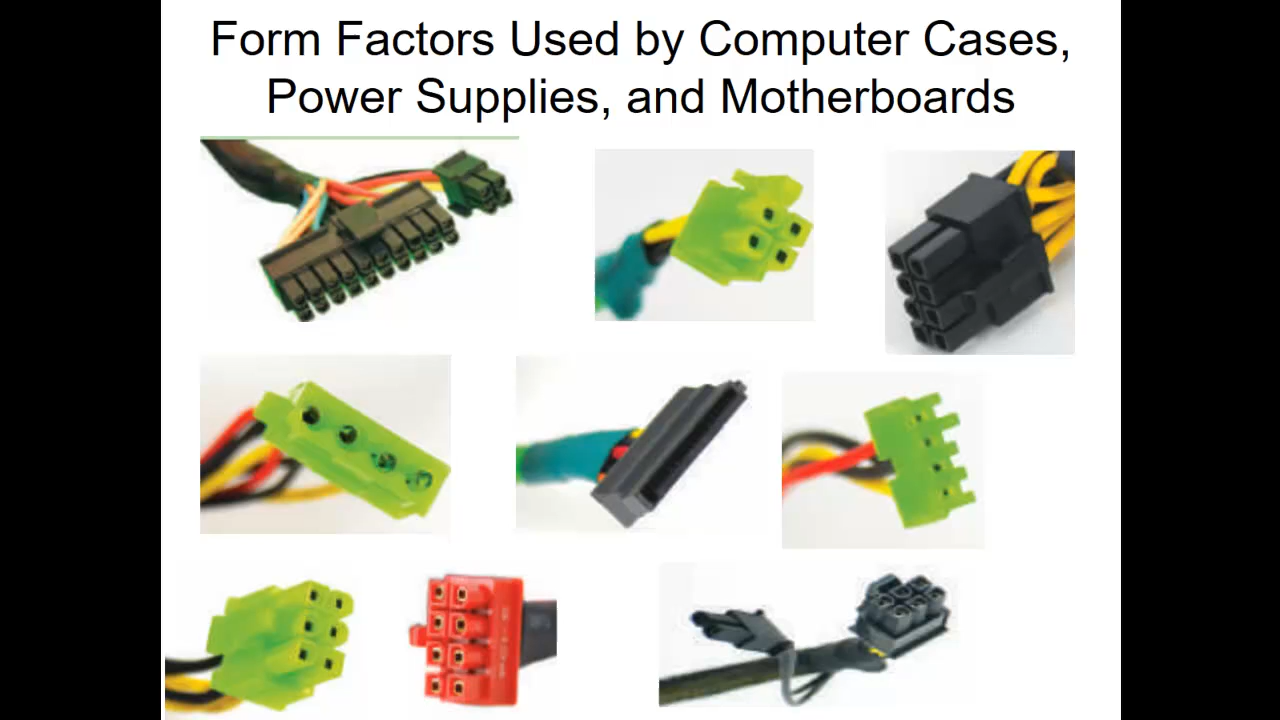 Form Factors Used by Computer Cases,
Power Supplies, and Motherboards